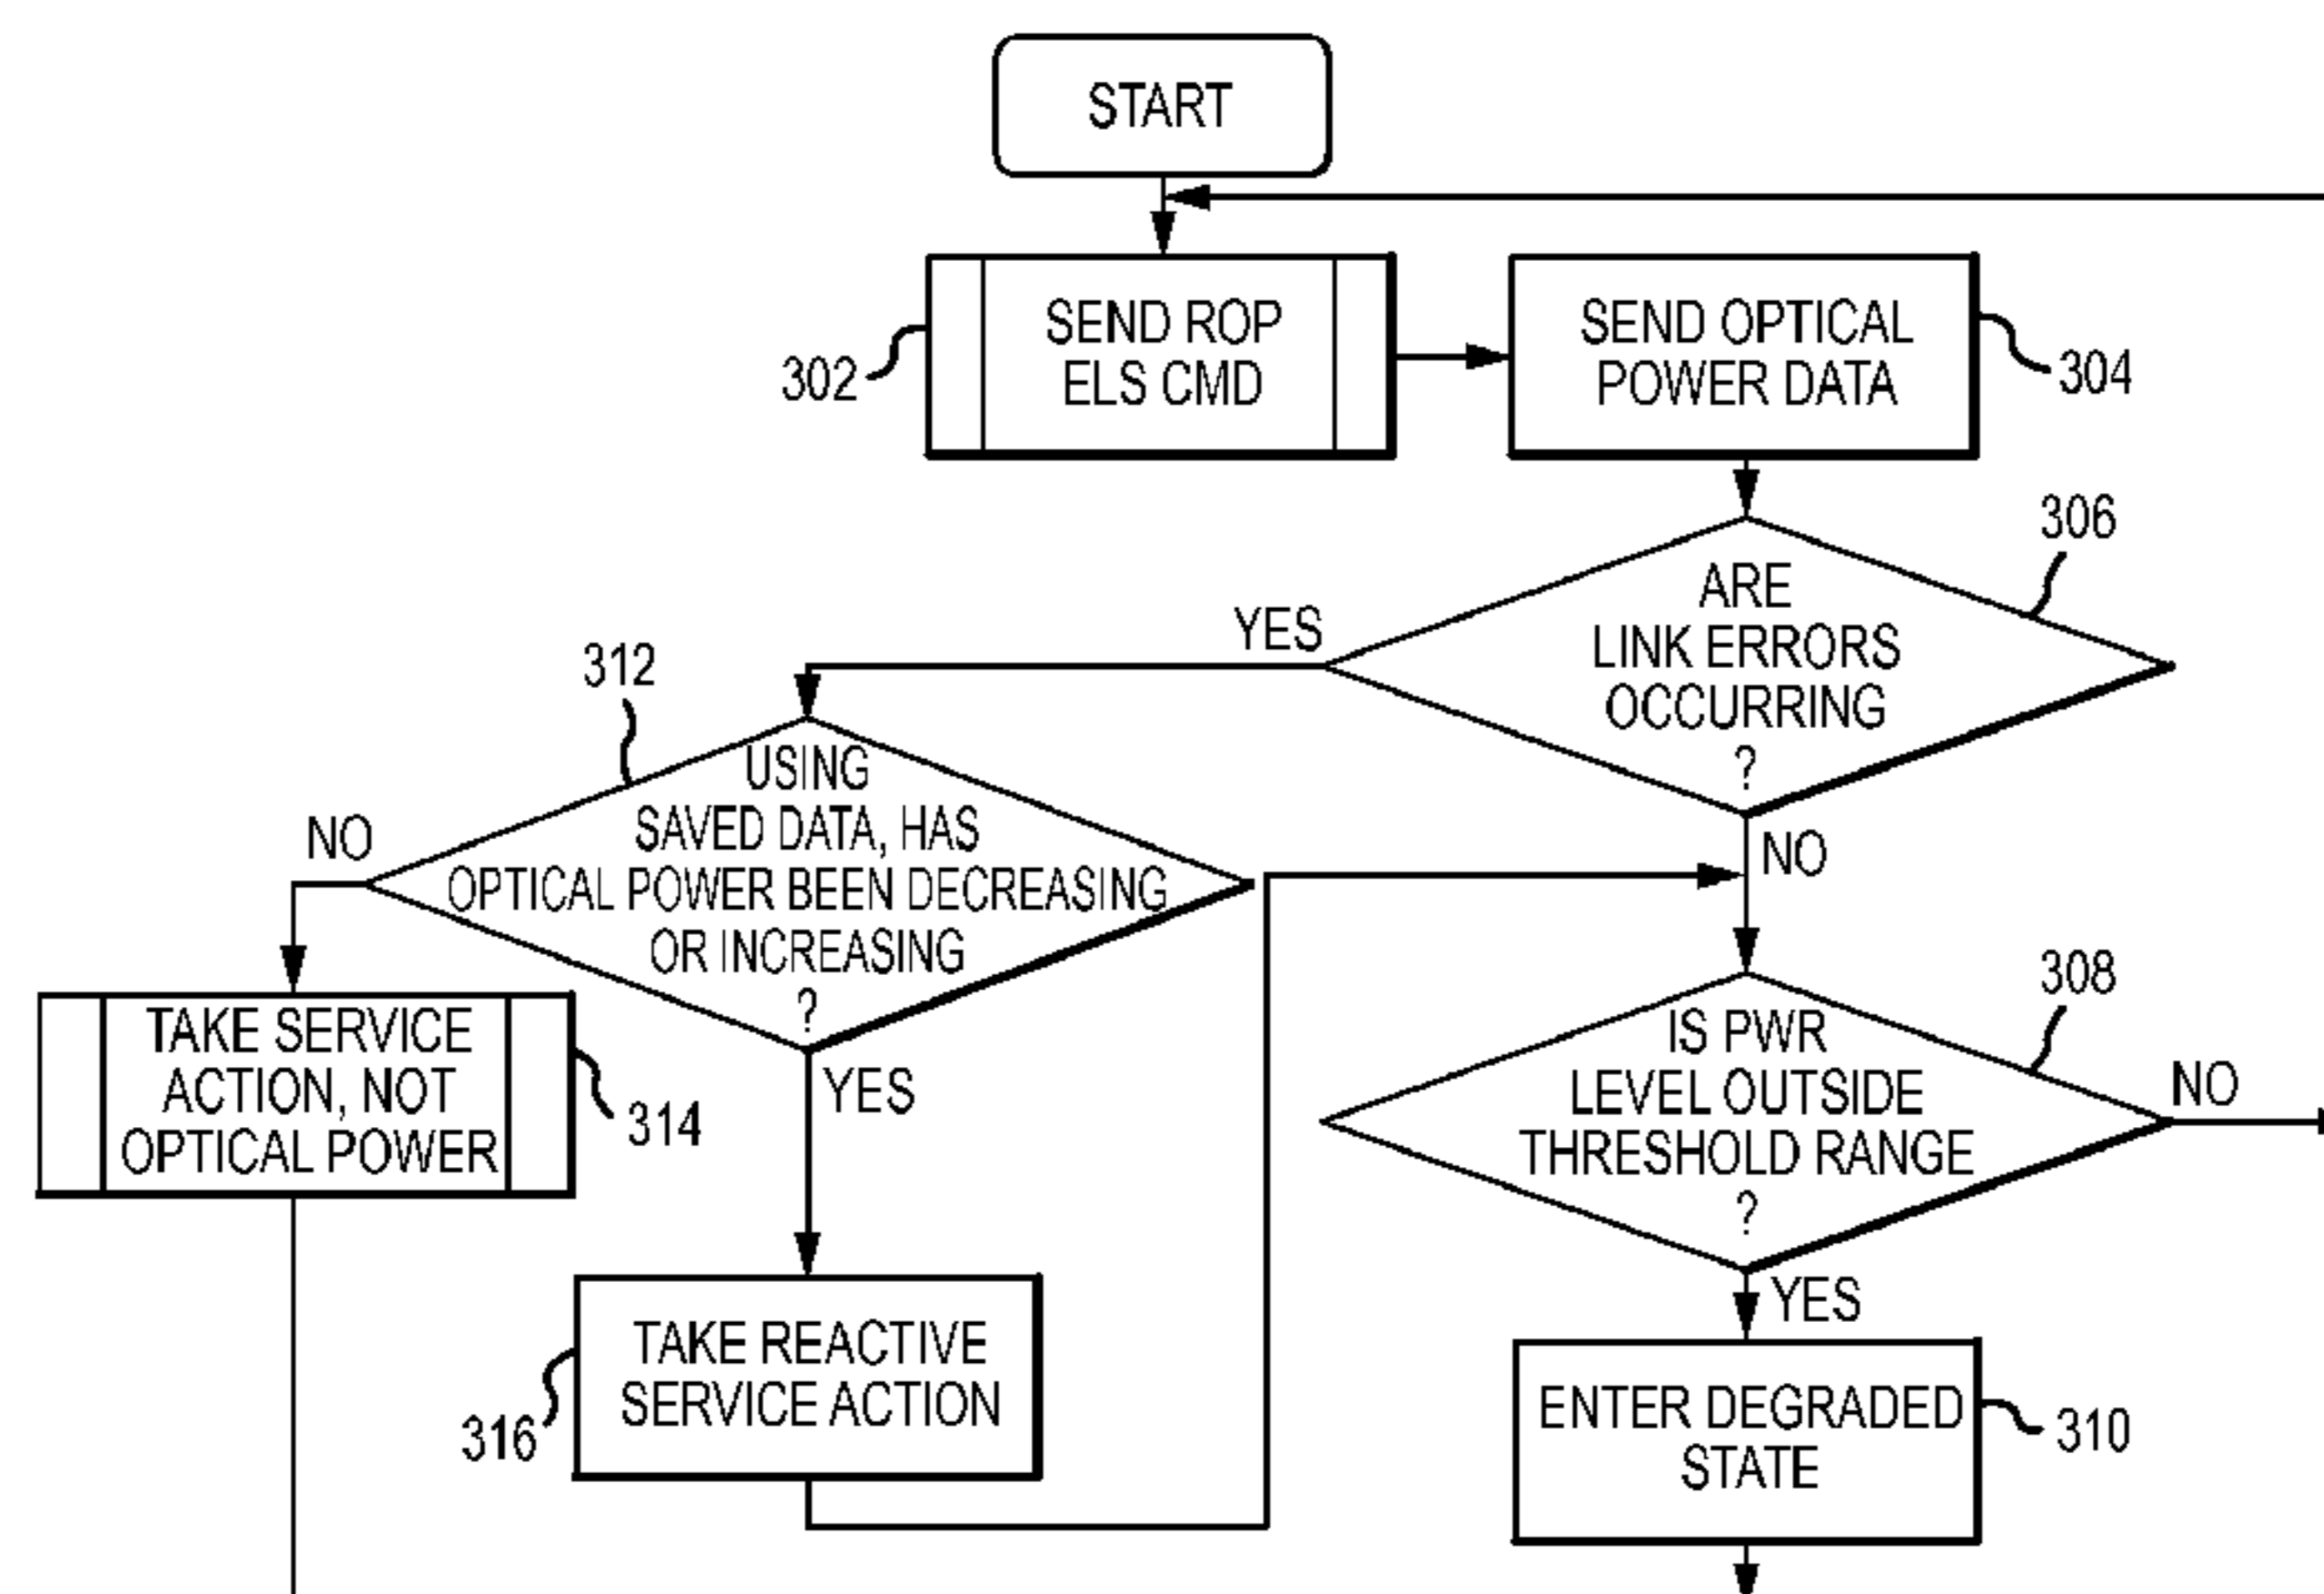 START
SEND ROP
ELS CMD
302
SEND OPTICAL
POWER DATA
304
306
ARE
LINK ERRORS
OCCURRING
?
YES
NO
312
USING
SAVED DATA, HAS
OPTICAL POWER BEEN DECREASING
OR INCREASING
?
NO
YES
TAKE SERVICE
ACTION, NOT
OPTICAL POWER
314
308
IS PWR
LEVEL OUTSIDE
THRESHOLD RANGE
?
NO
YES
TAKE REACTIVE
SERVICE ACTION
316
ENTER DEGRADED
STATE
310